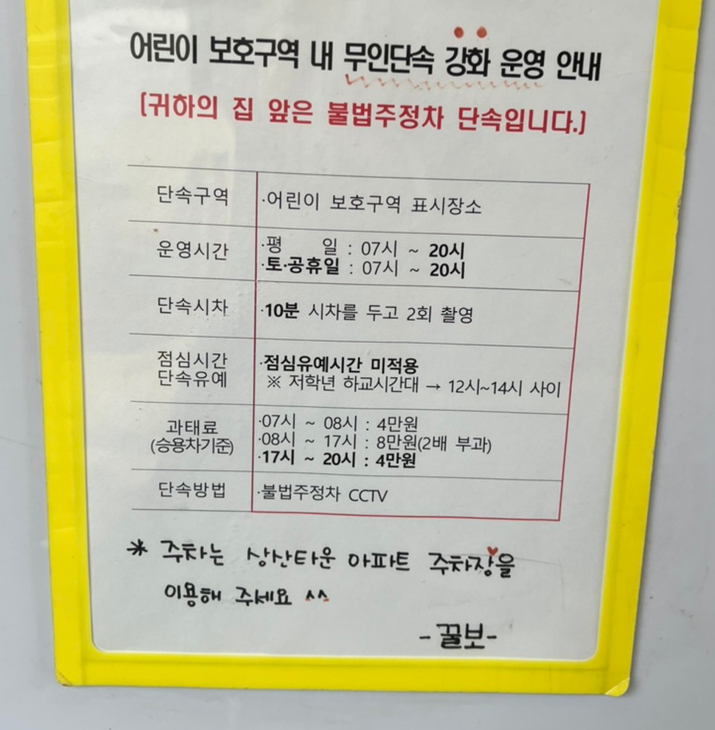 어린이 보호구역 내 무인단속 강화 운영 안내
[귀하의 집 앞은 불법주정차 단속입니다.]
단속구역 ·어린이 보호구역 표시장소
운영시간 ·평 일 : 07시 ~ 20시
·토·공휴일 : 07시 ~ 20시
단속시차 ·10분 시차를 두고 2회 촬영
점심시간 단속유예 ·점심유예시간 미적용
※ 저학년 하교시간대 → 12시~14시 사이
과태료 (승용차기준) ·07시 ~ 08시 : 4만원
·08시 ~ 17시 : 8만원(2배 부과)
·17시 ~ 20시 : 4만원
단속방법 ·불법주정차 CCTV
* 주차는 상산타운 아파트 주차장을
이용해 주세요 ^^
-꿀보-